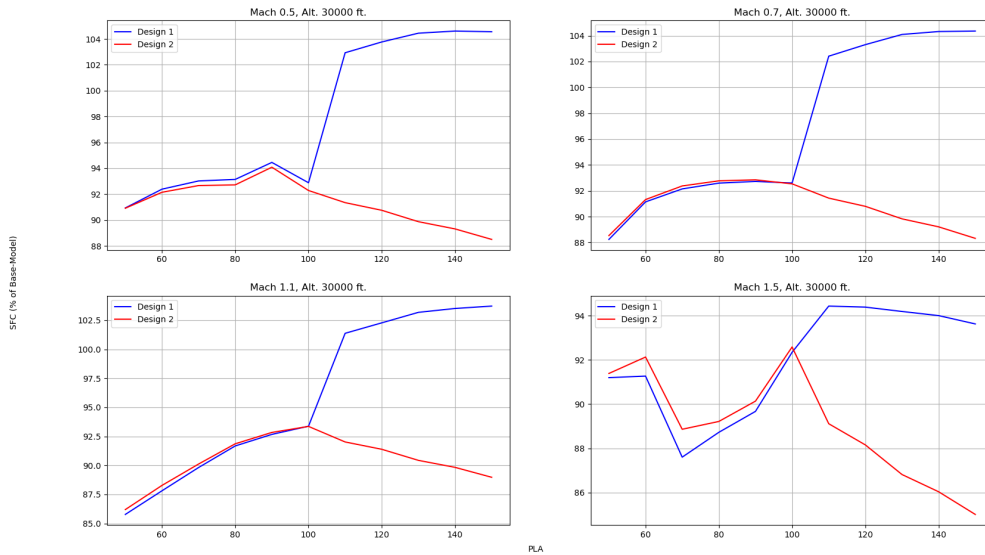 Mach 0.5, Alt. 30000 ft.
Design 1
Design 2
104
102
100
98
96
94
92
90
88
60 80 100 120 140
Mach 0.7, Alt. 30000 ft.
Design 1
Design 2
104
102
100
98
96
94
92
90
88
60 80 100 120 140
SFC (% of Base-Model)
Mach 1.1, Alt. 30000 ft.
Design 1
Design 2
102.5
100.0
97.5
95.0
92.5
90.0
87.5
85.0
60 80 100 120 140
Mach 1.5, Alt. 30000 ft.
Design 1
Design 2
94
92
90
88
86
60 80 100 120 140
PLA